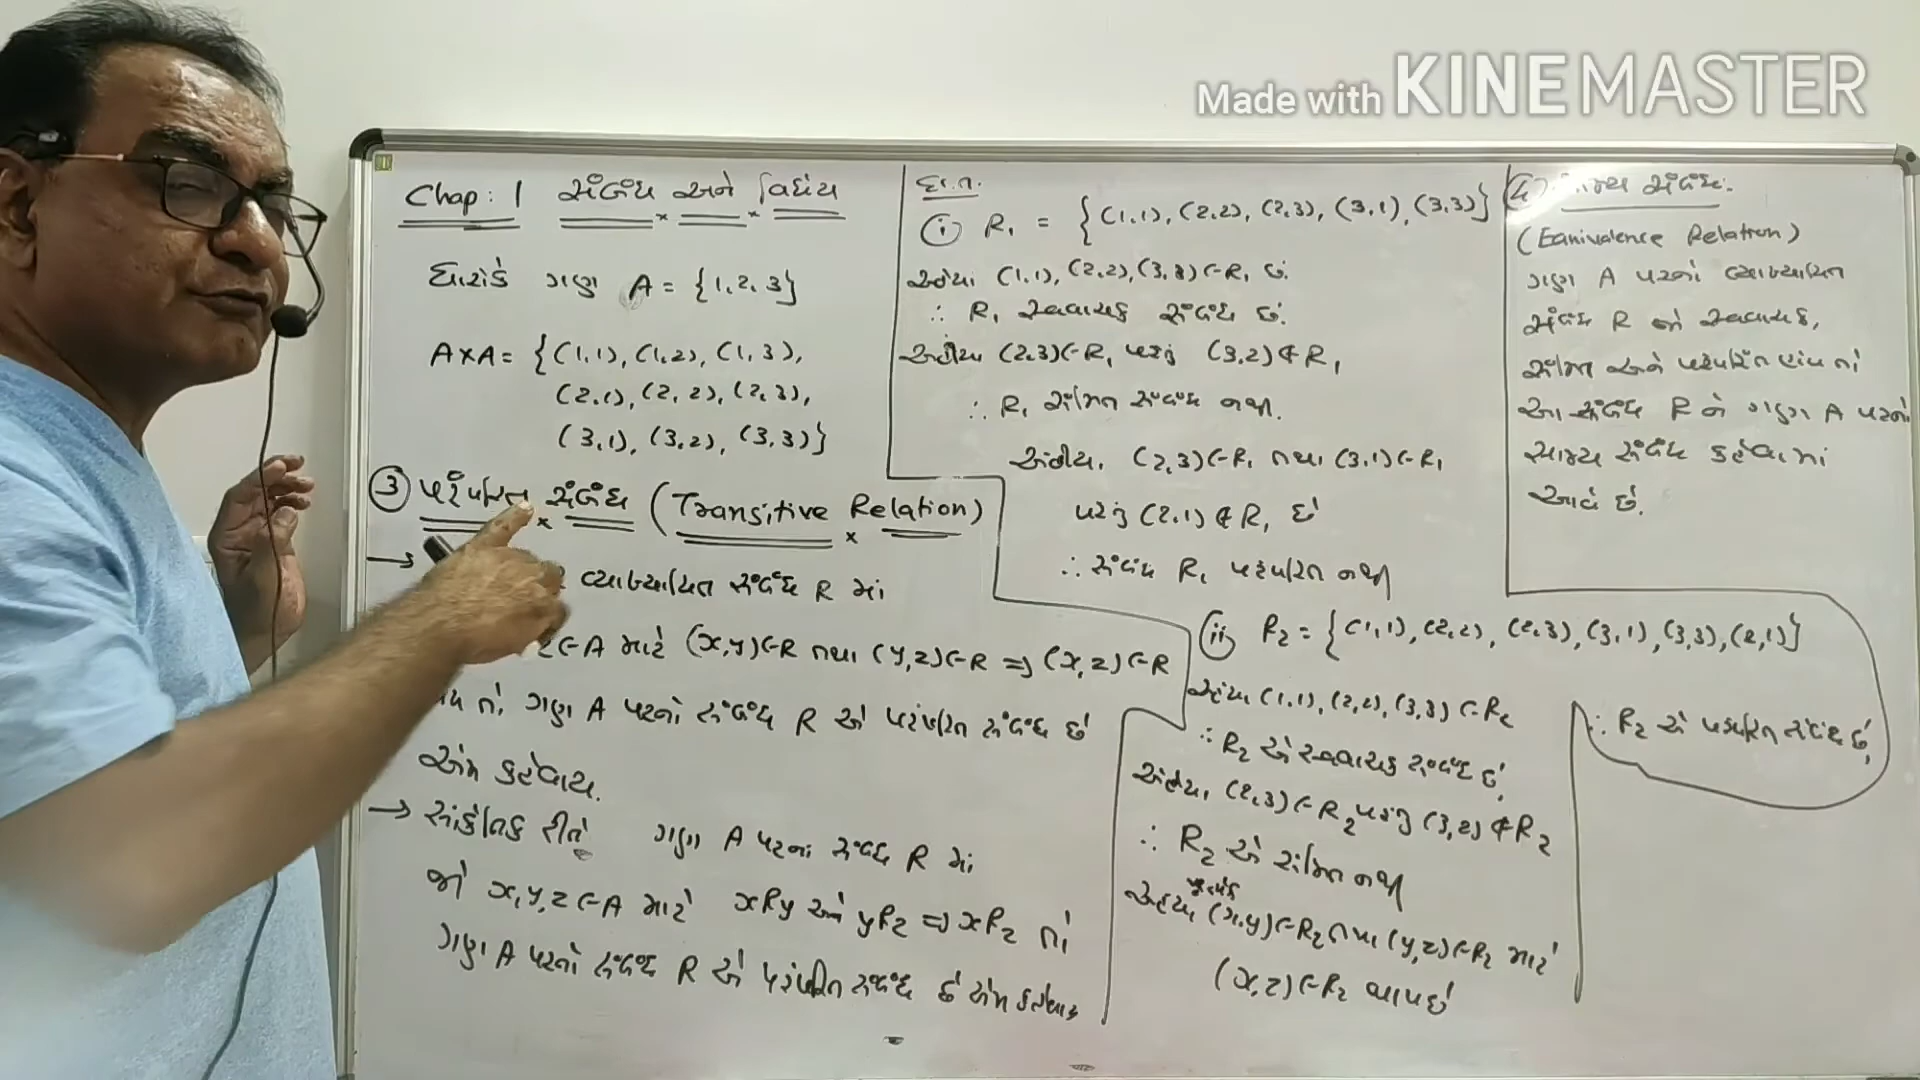 Made with KINEMASTER
Chap: 1 સંબંધ અને વિધેય
ધારોકે ગણ A = {1, 2, 3}
A×A = {(1,1), (1,2), (1,3),
(2,1), (2,2), (2,3),
(3,1), (3,2), (3,3)}
③ પરંપરિત સંબંધ (Transitive Relation)
→ વ્યાખ્યાયિત સંબંધ R માં
∈A માટે (x,y)∈R તથા (y,z)∈R ⇒ (x,z)∈R
તો ગણ A પરનો સંબંધ R એ પરંપરિત સંબંધ છે
એમ કહેવાય.
→ સાંકેતિક રીતે ગણ A પરના સંબંધ R માં
જો x,y,z∈A માટે xRy અને yRz ⇒ xRz તો
ગણ A પરનો સંબંધ R એ પરંપરિત સંબંધ છે એમ કહેવાય
દા.ત.
(i) R₁ = {(1,1), (2,2), (2,3), (3,1), (3,3)}
અહીંયા (1,1), (2,2), (3,3)∈R₁ છે.
∴ R₁ સ્વવાચક સંબંધ છે.
અહીંયા (2,3)∈R₁ પરંતુ (3,2)∉R₁
∴ R₁ સંમિત સંબંધ નથી.
અહીંયા (2,3)∈R₁ તથા (3,1)∈R₁
પરંતુ (2,1)∉R₁ છે
∴ સંબંધ R₁ પરંપરિત નથી
(ii) R₂ = {(1,1), (2,2), (2,3), (3,1), (3,3), (2,1)}
અહીંયા (1,1), (2,2), (3,3)∈R₂
∴ R₂ એ સ્વવાચક સંબંધ છે.
અહીંયા (2,3)∈R₂ પરંતુ (3,2)∉R₂
∴ R₂ એ સંમિત નથી
અહીંયા પ્રત્યેક (x,y)∈R₂ તથા (y,z)∈R₂ માટે
(x,z)∈R₂ થાય છે
∴ R₂ એ પરંપરિત સંબંધ છે.
સામ્ય સંબંધ.
(Equivalence Relation)
ગણ A પરનો વ્યાખ્યાયિત
સંબંધ R જો સ્વવાચક,
સંમિત અને પરંપરિત હોય તો
આ સંબંધ R ને ગણ A પરનો
સામ્ય સંબંધ કહેવામાં
આવે છે.